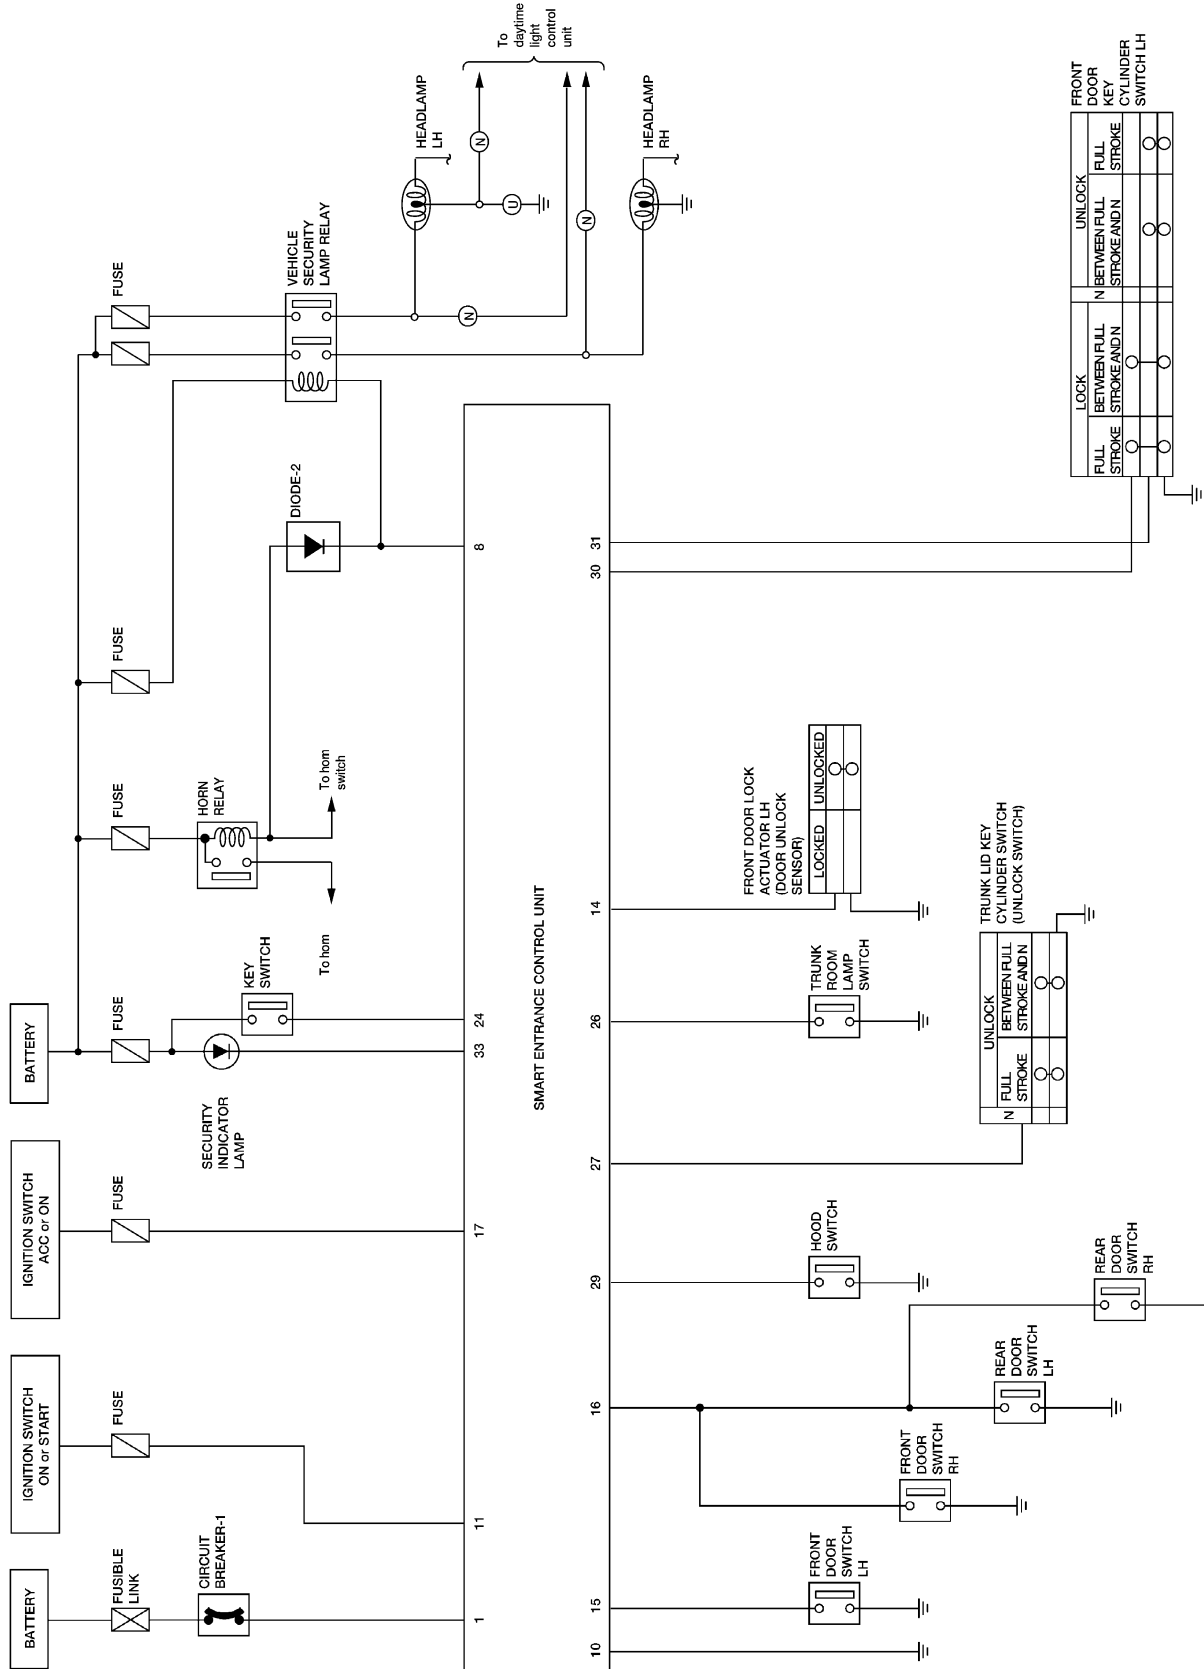 BATTERY
FUSIBLE
LINK
CIRCUIT
BREAKER-1
1
IGNITION SWITCH
ON or START
FUSE
11
IGNITION SWITCH
ACC or ON
FUSE
17
BATTERY
FUSE
SECURITY
INDICATOR
LAMP
33
KEY
SWITCH
24
FUSE
HORN
RELAY
To horn
To horn
switch
FUSE
DIODE-2
8
FUSE
VEHICLE
SECURITY
LAMP RELAY
HEADLAMP
LH
N
N
U
N
To
daytime
light
control
unit
HEADLAMP
RH
SMART ENTRANCE CONTROL UNIT
10
15
FRONT
DOOR
SWITCH
LH
16
FRONT
DOOR
SWITCH
RH
REAR
DOOR
SWITCH
LH
REAR
DOOR
SWITCH
RH
29
HOOD
SWITCH
27
TRUNK LID KEY
CYLINDER SWITCH
(UNLOCK SWITCH)
UNLOCK
N
FULL
STROKE
BETWEEN FULL
STROKE AND N
26
TRUNK
ROOM
LAMP
SWITCH
14
FRONT DOOR LOCK
ACTUATOR LH
(DOOR UNLOCK
SENSOR)
LOCKED UNLOCKED
30
31
FRONT
DOOR
KEY
CYLINDER
SWITCH LH
LOCK
UNLOCK
FULL
STROKE
BETWEEN FULL
STROKE AND N
N
BETWEEN FULL
STROKE AND N
FULL
STROKE